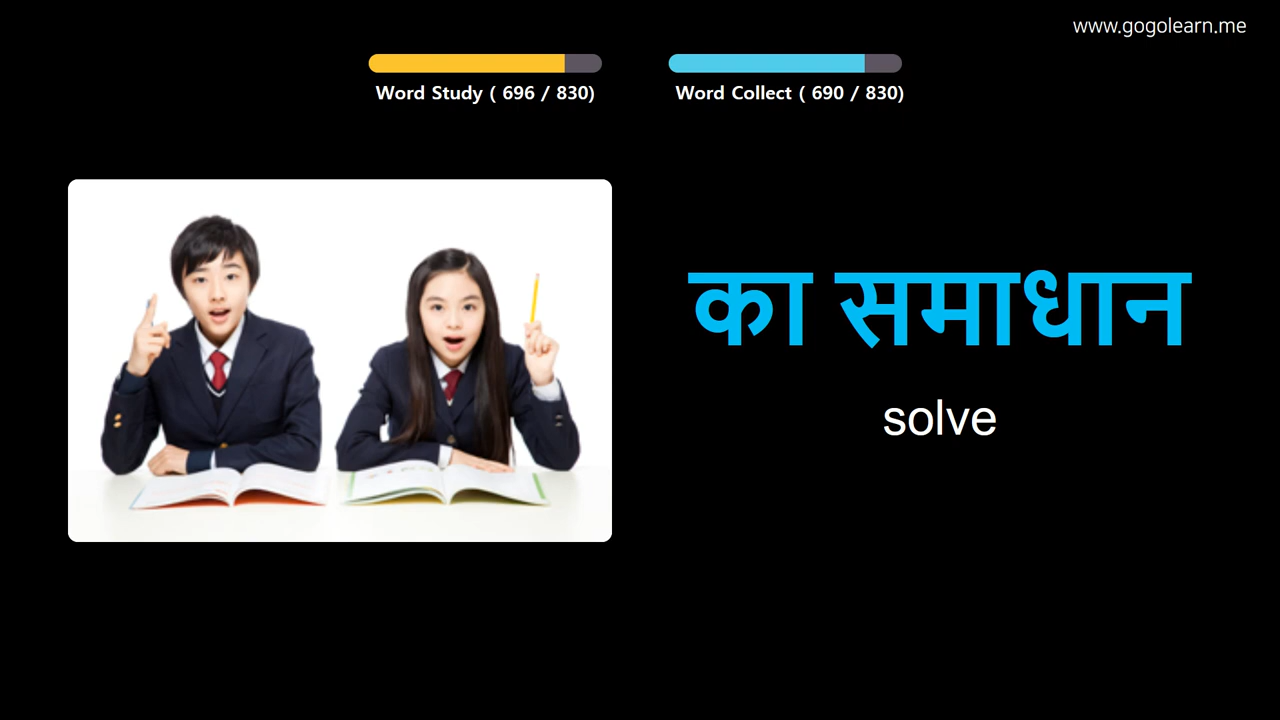 www.gogolearn.me
Word Study ( 696 / 830)
Word Collect ( 690 / 830)
का समाधान
solve